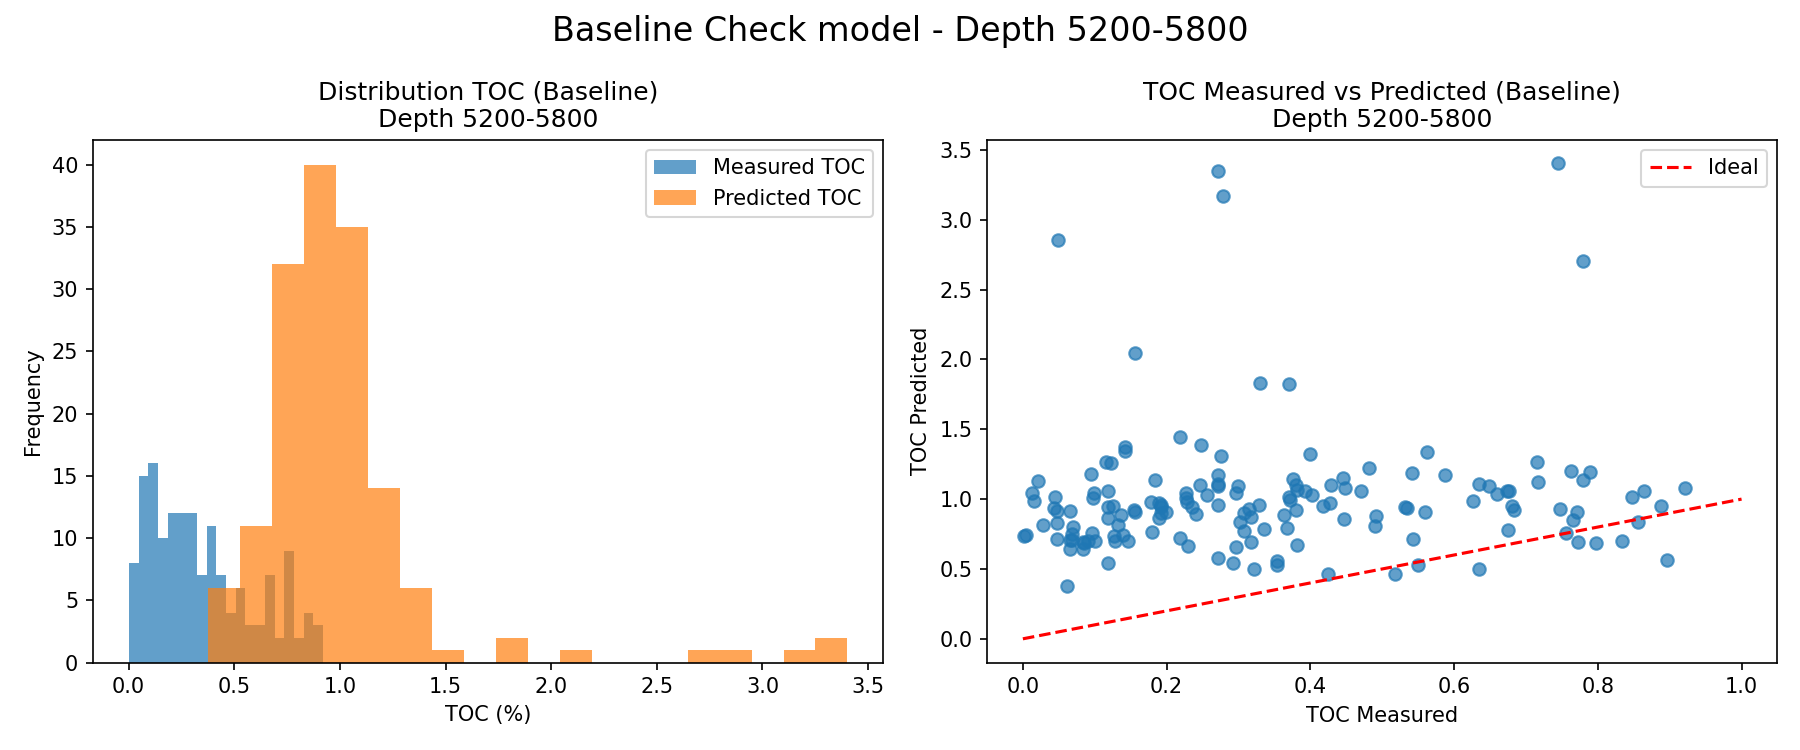 Baseline Check model - Depth 5200-5800
Distribution TOC (Baseline)
Depth 5200-5800
Measured TOC
Predicted TOC
Frequency
40
35
30
25
20
15
10
5
0
0.0 0.5 1.0 1.5 2.0 2.5 3.0 3.5
TOC (%)
TOC Measured vs Predicted (Baseline)
Depth 5200-5800
Ideal
TOC Predicted
3.5
3.0
2.5
2.0
1.5
1.0
0.5
0.0
0.0 0.2 0.4 0.6 0.8 1.0
TOC Measured